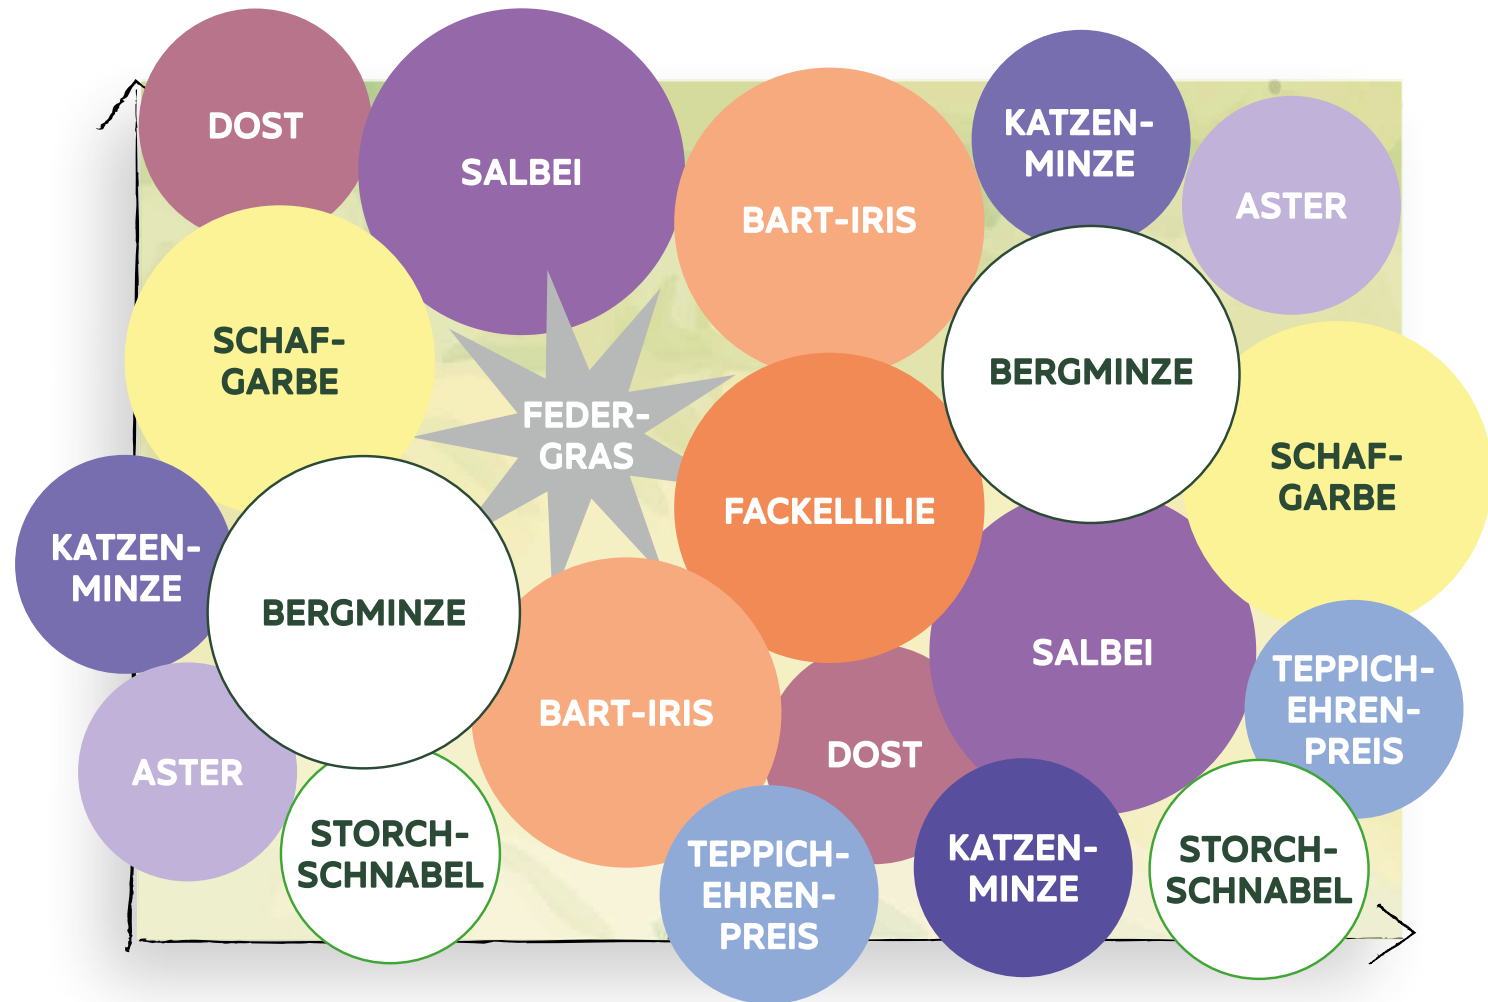 DOST
SALBEI
BART-IRIS
KATZEN-
MINZE
ASTER
SCHAF-
GARBE
FEDER-
GRAS
BERGMINZE
FACKELLILIE
SCHAF-
GARBE
KATZEN-
MINZE
BERGMINZE
SALBEI
TEPPICH-
EHREN-
PREIS
BART-IRIS
DOST
ASTER
STORCH-
SCHNABEL
TEPPICH-
EHREN-
PREIS
KATZEN-
MINZE
STORCH-
SCHNABEL